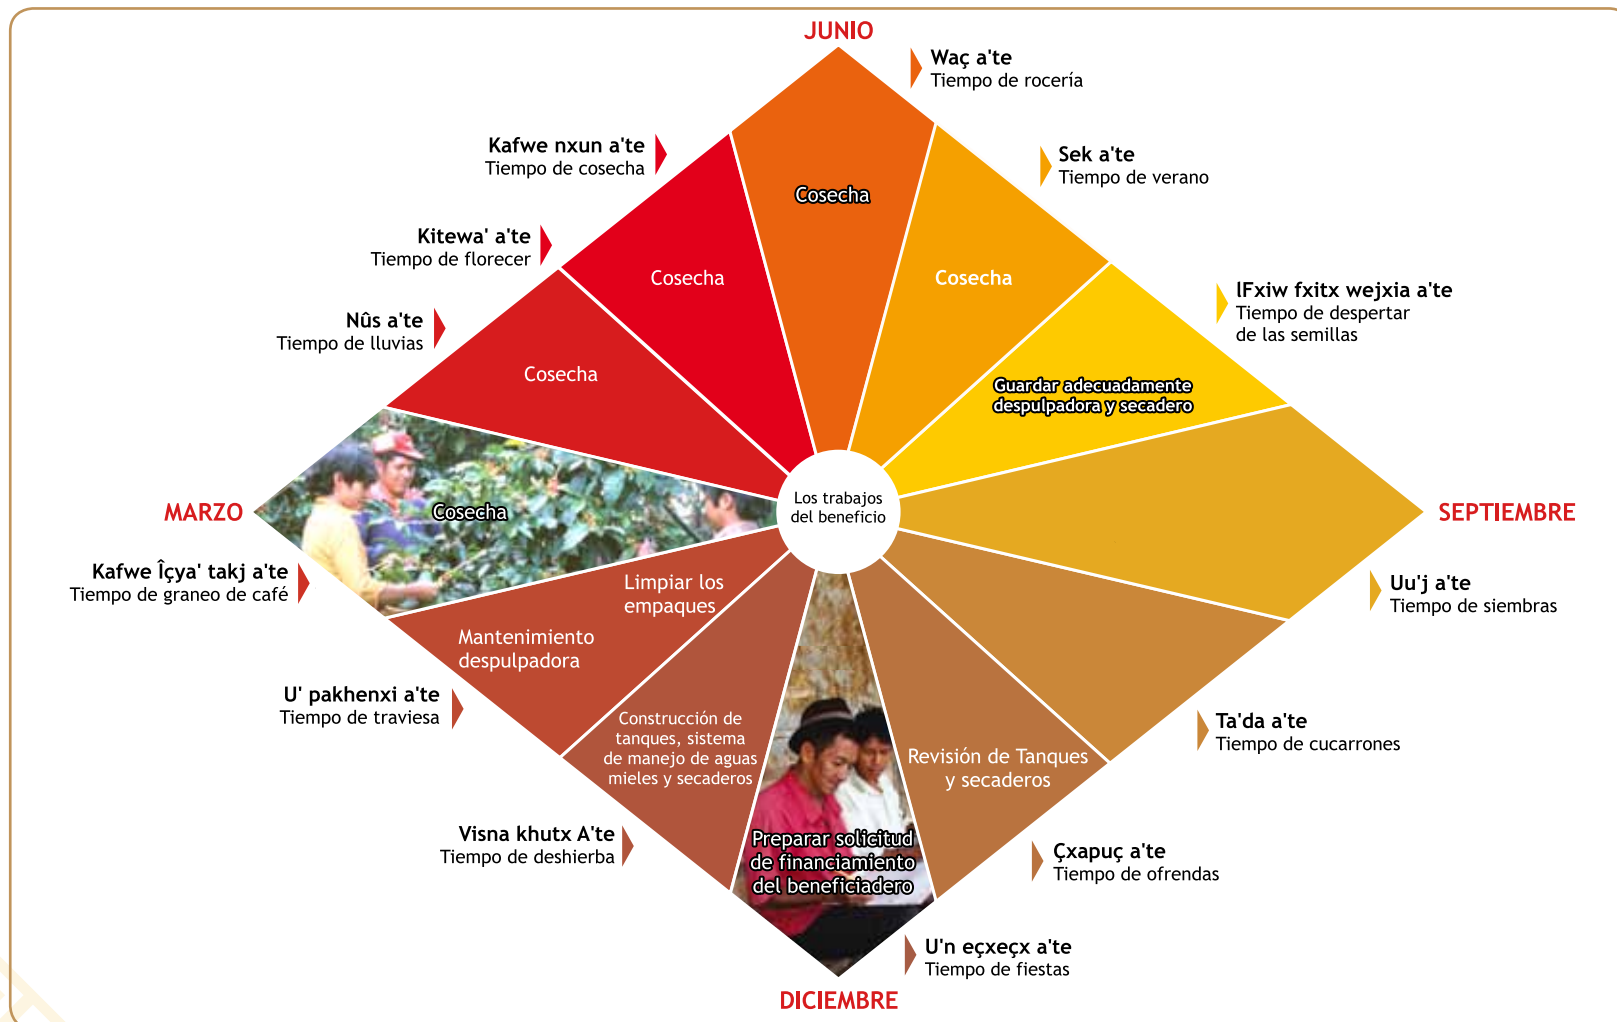 JUNIO
Waç a'te
Tiempo de rocería
Kafwe nxun a'te
Tiempo de cosecha
Sek a'te
Tiempo de verano
Cosecha
Kitewa' a'te
Tiempo de florecer
Cosecha
Cosecha
lFxiw fxitx wejxia a'te
Tiempo de despertar
de las semillas
Nûs a'te
Tiempo de lluvias
Cosecha
Guardar adecuadamente
despulpadora y secadero
MARZO
Cosecha
Los trabajos
del beneficio
SEPTIEMBRE
Kafwe Îçya' takj a'te
Tiempo de graneo de café
Limpiar los
empaques
Uu'j a'te
Tiempo de siembras
Mantenimiento
despulpadora
U' pakhenxi a'te
Tiempo de traviesa
Construcción de
tanques, sistema
de manejo de aguas
mieles y secaderos
Revisión de Tanques
y secaderos
Ta'da a'te
Tiempo de cucarrones
Visna khutx A'te
Tiempo de deshierba
Preparar solicitud
de financiamiento
del beneficiadero
Çxapuç a'te
Tiempo de ofrendas
U'n eçxeçx a'te
Tiempo de fiestas
DICIEMBRE